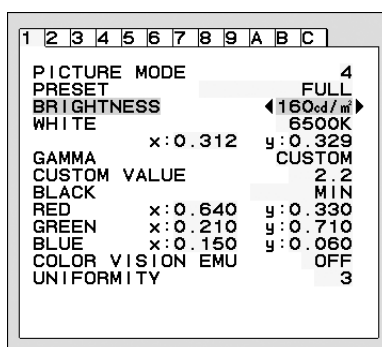 1 2 3 4 5 6 7 8 9 A B C
PICTURE MODE 4
PRESET FULL
BRIGHTNESS 160cd/㎡
WHITE 6500K
x:0.312 y:0.329
GAMMA CUSTOM
CUSTOM VALUE 2.2
BLACK MIN
RED x:0.640 y:0.330
GREEN x:0.210 y:0.710
BLUE x:0.150 y:0.060
COLOR VISION EMU OFF
UNIFORMITY 3